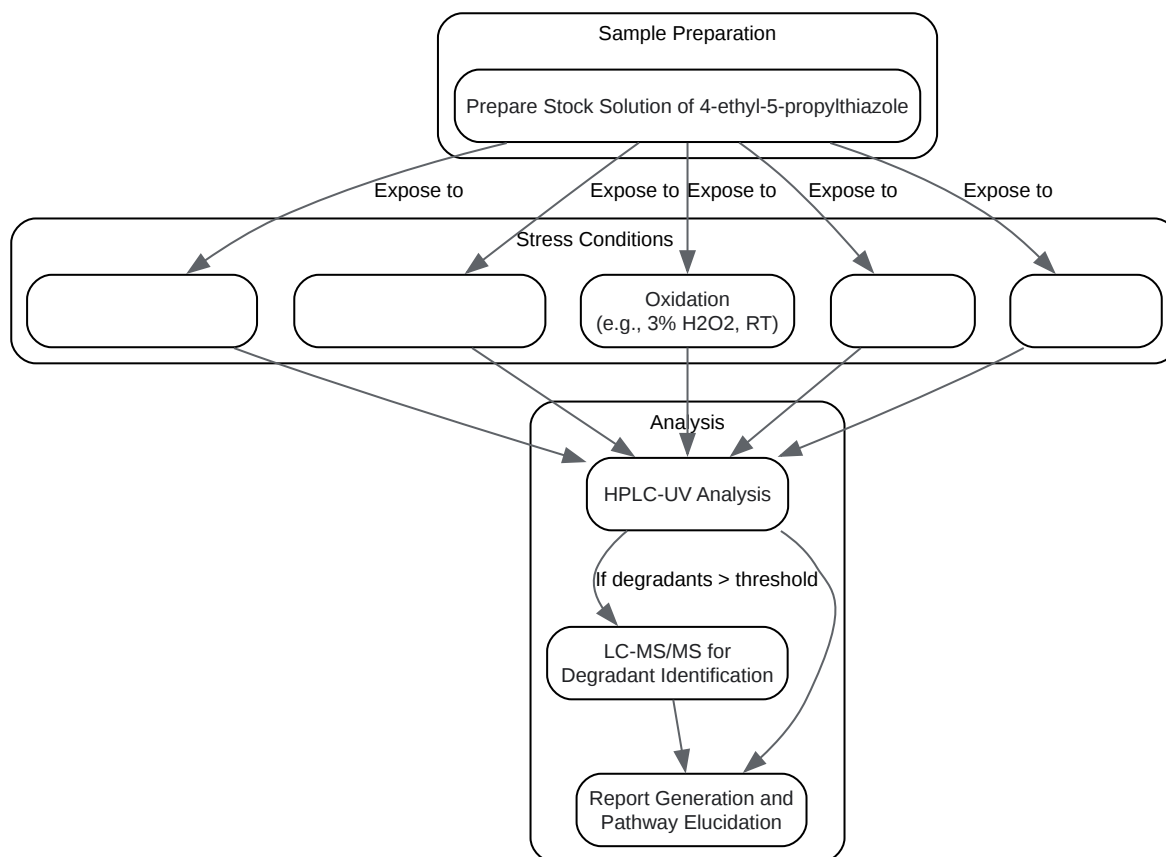 Sample Preparation
Prepare Stock Solution of 4-ethyl-5-propylthiazole
Expose to
Expose to
Expose to
Expose to
Expose to
Stress Conditions
Oxidation
(e.g., 3% H2O2, RT)
Analysis
HPLC-UV Analysis
If degradants > threshold
LC-MS/MS for
Degradant Identification
Report Generation and
Pathway Elucidation